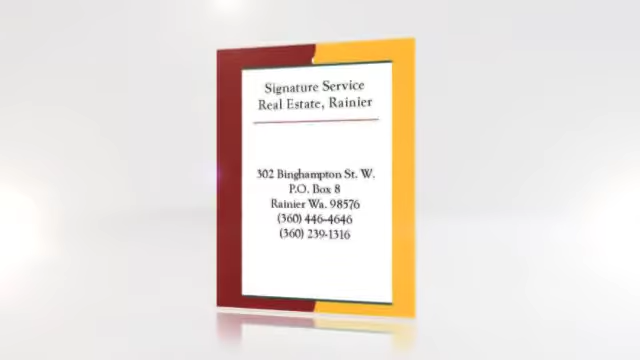 Signature Service
Real Estate, Rainier
302 Binghampton St. W.
P.O. Box 8
Rainier Wa. 98576
(360) 446-4646
(360) 239-1316